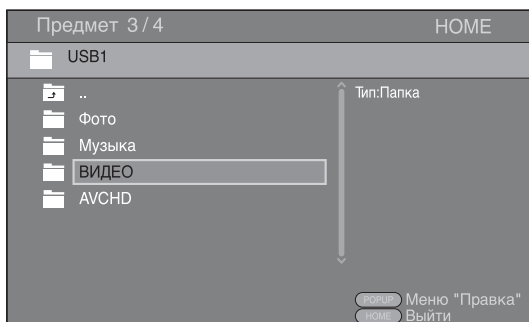 Предмет 3 / 4 HOME
USB1
..
Фото
Музыка
ВИДЕО
AVCHD
Тип:Папка
POPUP Меню "Правка"
HOME Выйти